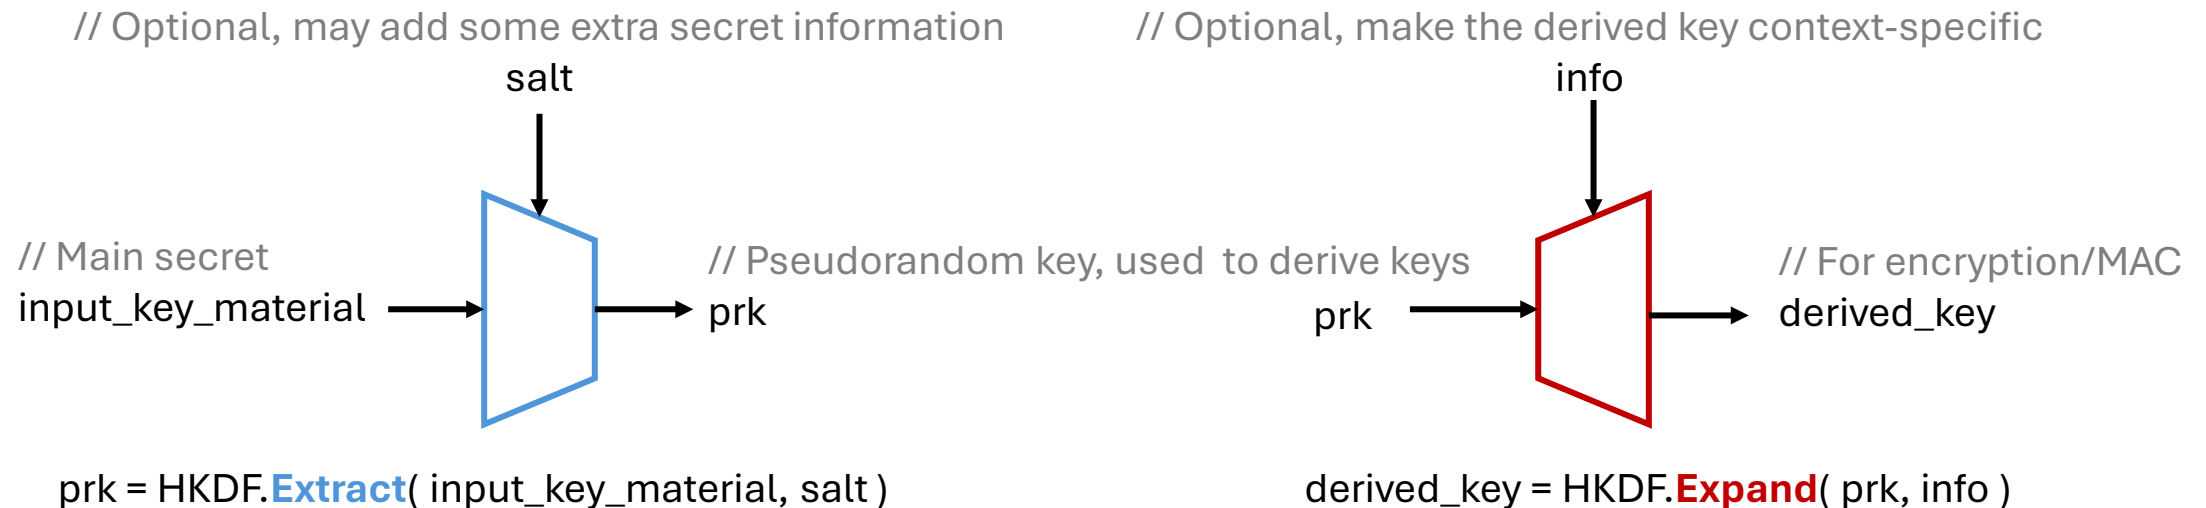 // Optional, may add some extra secret information
salt
// Main secret
input_key_material
// Pseudorandom key, used  to derive keys
prk
prk = HKDF.Extract( input_key_material, salt )
// Optional, make the derived key context-specific
info
prk
// For encryption/MAC
derived_key
derived_key = HKDF.Expand( prk, info )